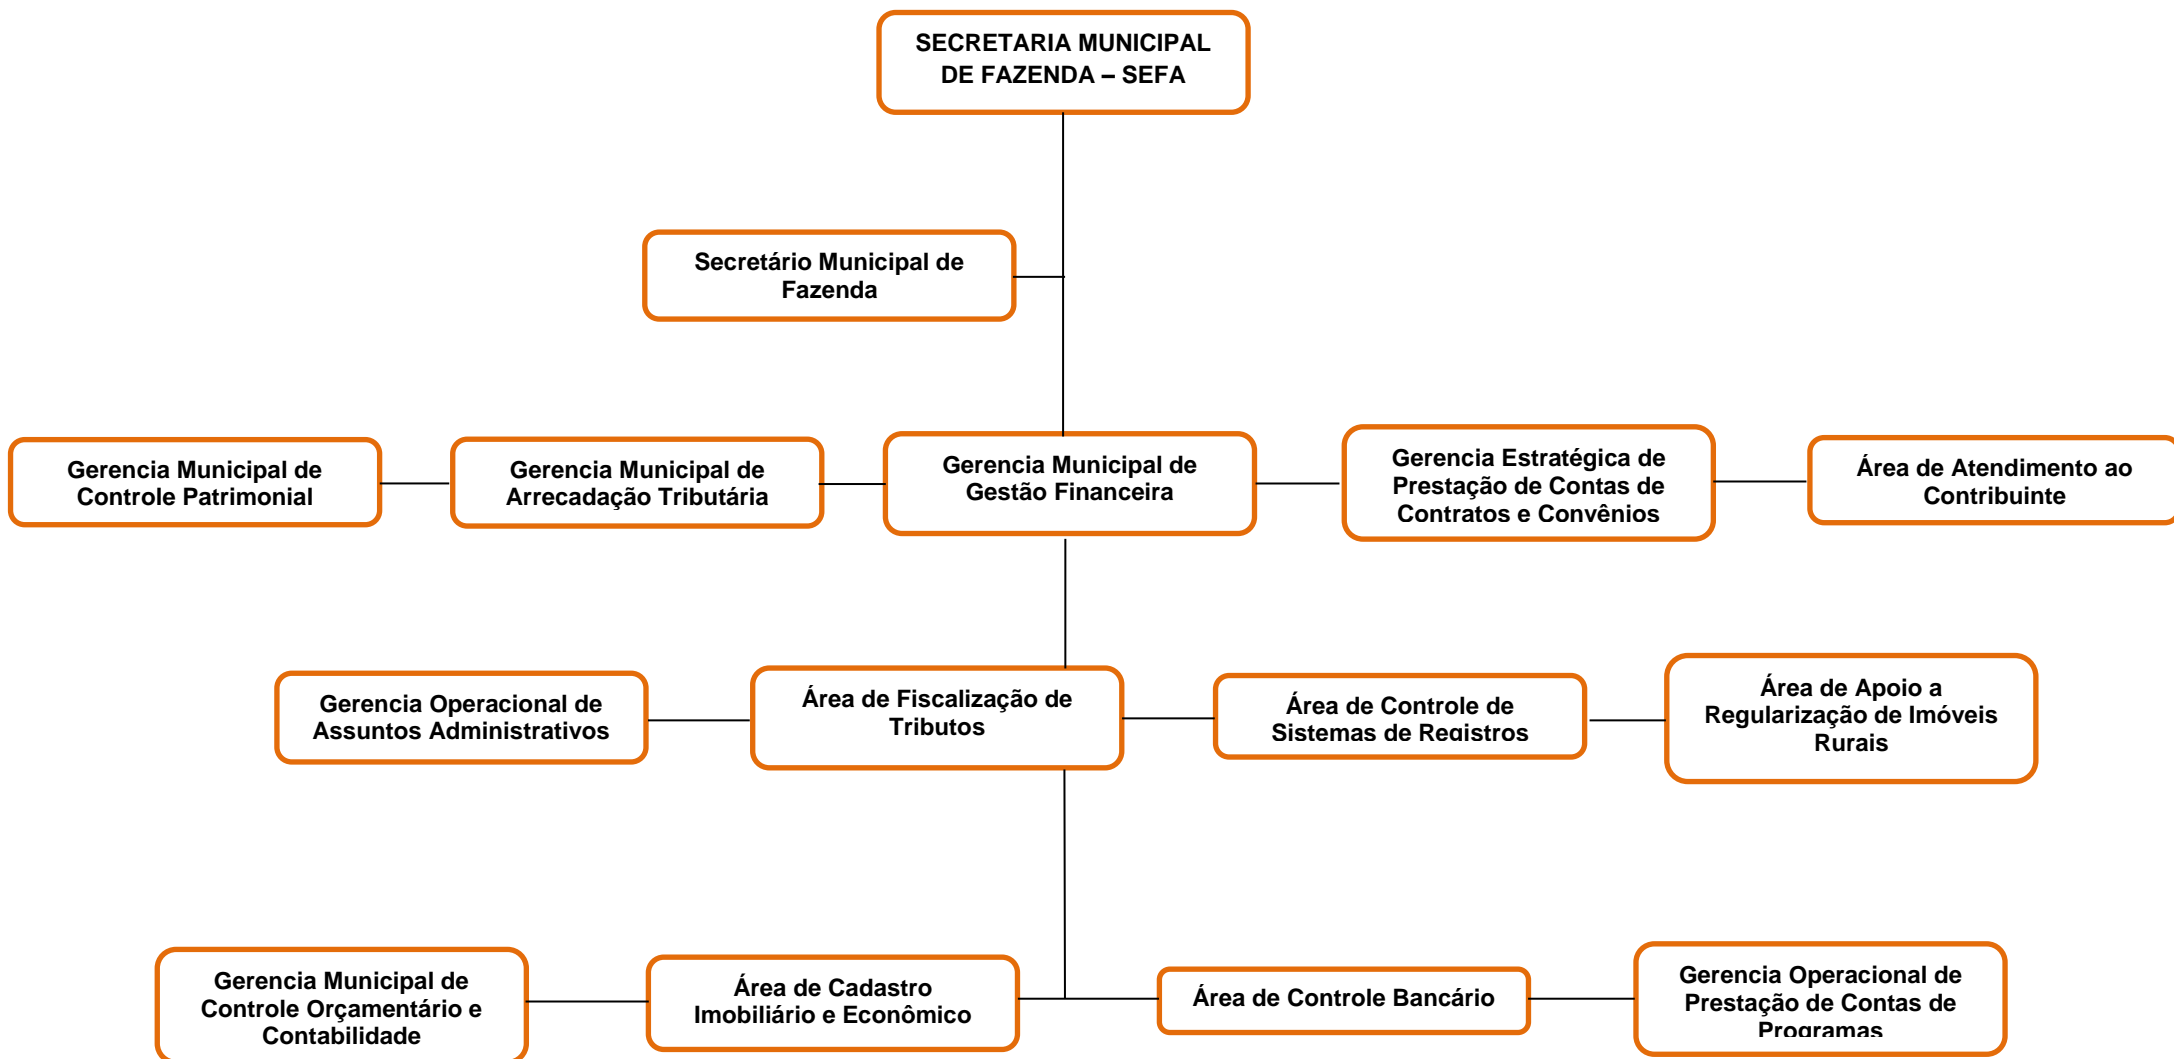 SECRETARIA MUNICIPAL
DE FAZENDA – SEFA
Secretário Municipal de
Fazenda
Gerencia Municipal de
Controle Patrimonial
Gerencia Municipal de
Arrecadação Tributária
Gerencia Municipal de
Gestão Financeira
Gerencia Estratégica de
Prestação de Contas de
Contratos e Convênios
Área de Atendimento ao
Contribuinte
Gerencia Operacional de
Assuntos Administrativos
Área de Fiscalização de
Tributos
Área de Controle de
Sistemas de Registros
Área de Apoio a
Regularização de Imóveis
Rurais
Gerencia Municipal de
Controle Orçamentário e
Contabilidade
Área de Cadastro
Imobiliário e Econômico
Área de Controle Bancário
Gerencia Operacional de
Prestação de Contas de
Programas